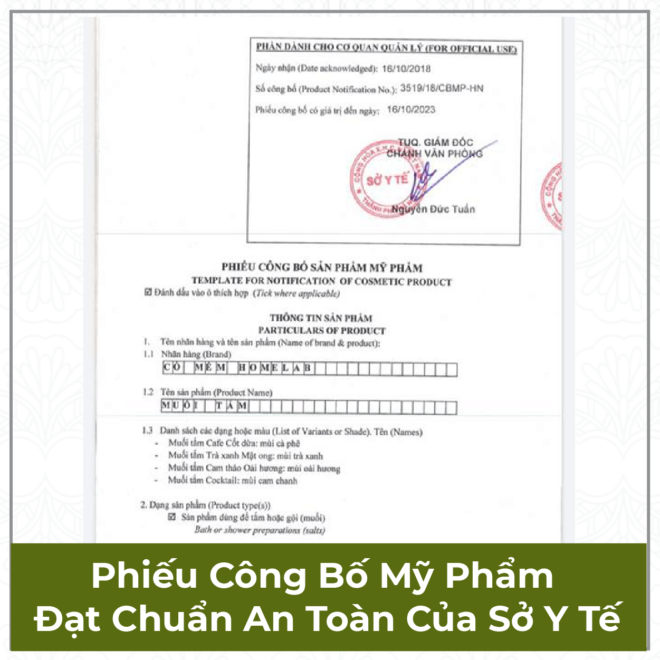 PHẦN DÀNH CHO CƠ QUAN QUẢN LÝ (FOR OFFICIAL USE)
Ngày nhận (Date acknowledged): 16/10/2018
Số công bố (Product Notification No.): 3519/18/CBMP-HN
Phiếu công bố có giá trị đến ngày: 16/10/2023
TUQ. GIÁM ĐỐC
CHÁNH VĂN PHÒNG
SỞ Y TẾ
Nguyễn Đức Tuấn
PHIẾU CÔNG BỐ SẢN PHẨM MỸ PHẨM
TEMPLATE FOR NOTIFICATION OF COSMETIC PRODUCT
☑ Đánh dấu vào ô thích hợp (Tick where applicable)
THÔNG TIN SẢN PHẨM
PARTICULARS OF PRODUCT
1. Tên nhãn hàng và tên sản phẩm (Name of brand & product):
1.1 Nhãn hàng (Brand)
CỎ MỀM HOMELAB
1.2 Tên sản phẩm (Product Name)
MUỐI TẮM
1.3 Danh sách các dạng hoặc màu (List of Variants or Shade). Tên (Names)
- Muối tắm Cafe Cốt dừa: mùi cà phê
- Muối tắm Trà xanh Mật ong: mùi trà xanh
- Muối tắm Cam thảo Oải hương: mùi oải hương
- Muối tắm Cocktail: mùi cam chanh
2. Dạng sản phẩm (Product type(s))
☑ Sản phẩm dùng để tắm hoặc gội (muối)
Bath or shower preparations (salts)
Phiếu Công Bố Mỹ Phẩm
Đạt Chuẩn An Toàn Của Sở Y Tế